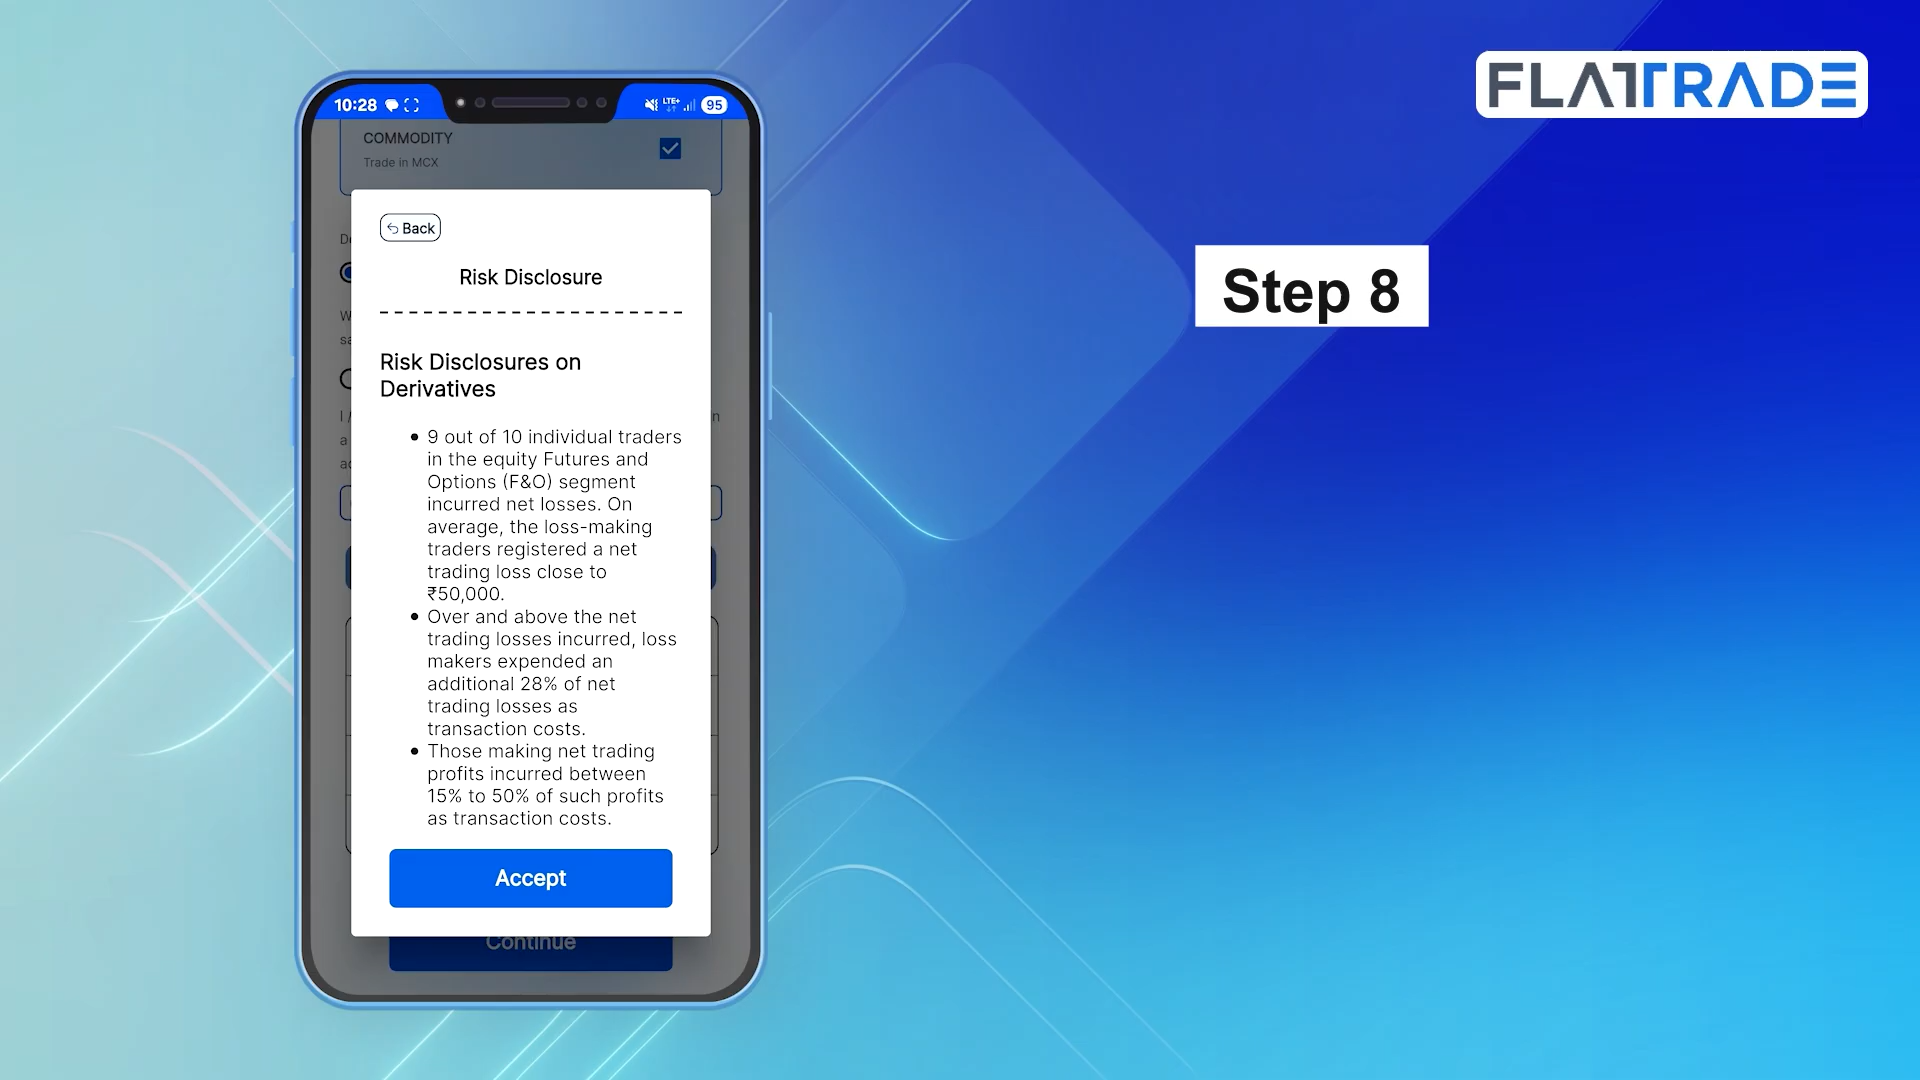 FLATTRADE
10:28
LTE+
95
COMMODITY
Trade in MCX
Back
Risk Disclosure
Step 8
Risk Disclosures on
Derivatives
• 9 out of 10 individual traders
in the equity Futures and
Options (F&O) segment
incurred net losses. On
average, the loss-making
traders registered a net
trading loss close to
₹50,000.
• Over and above the net
trading losses incurred, loss
makers expended an
additional 28% of net
trading losses as
transaction costs.
• Those making net trading
profits incurred between
15% to 50% of such profits
as transaction costs.
Accept
Continue